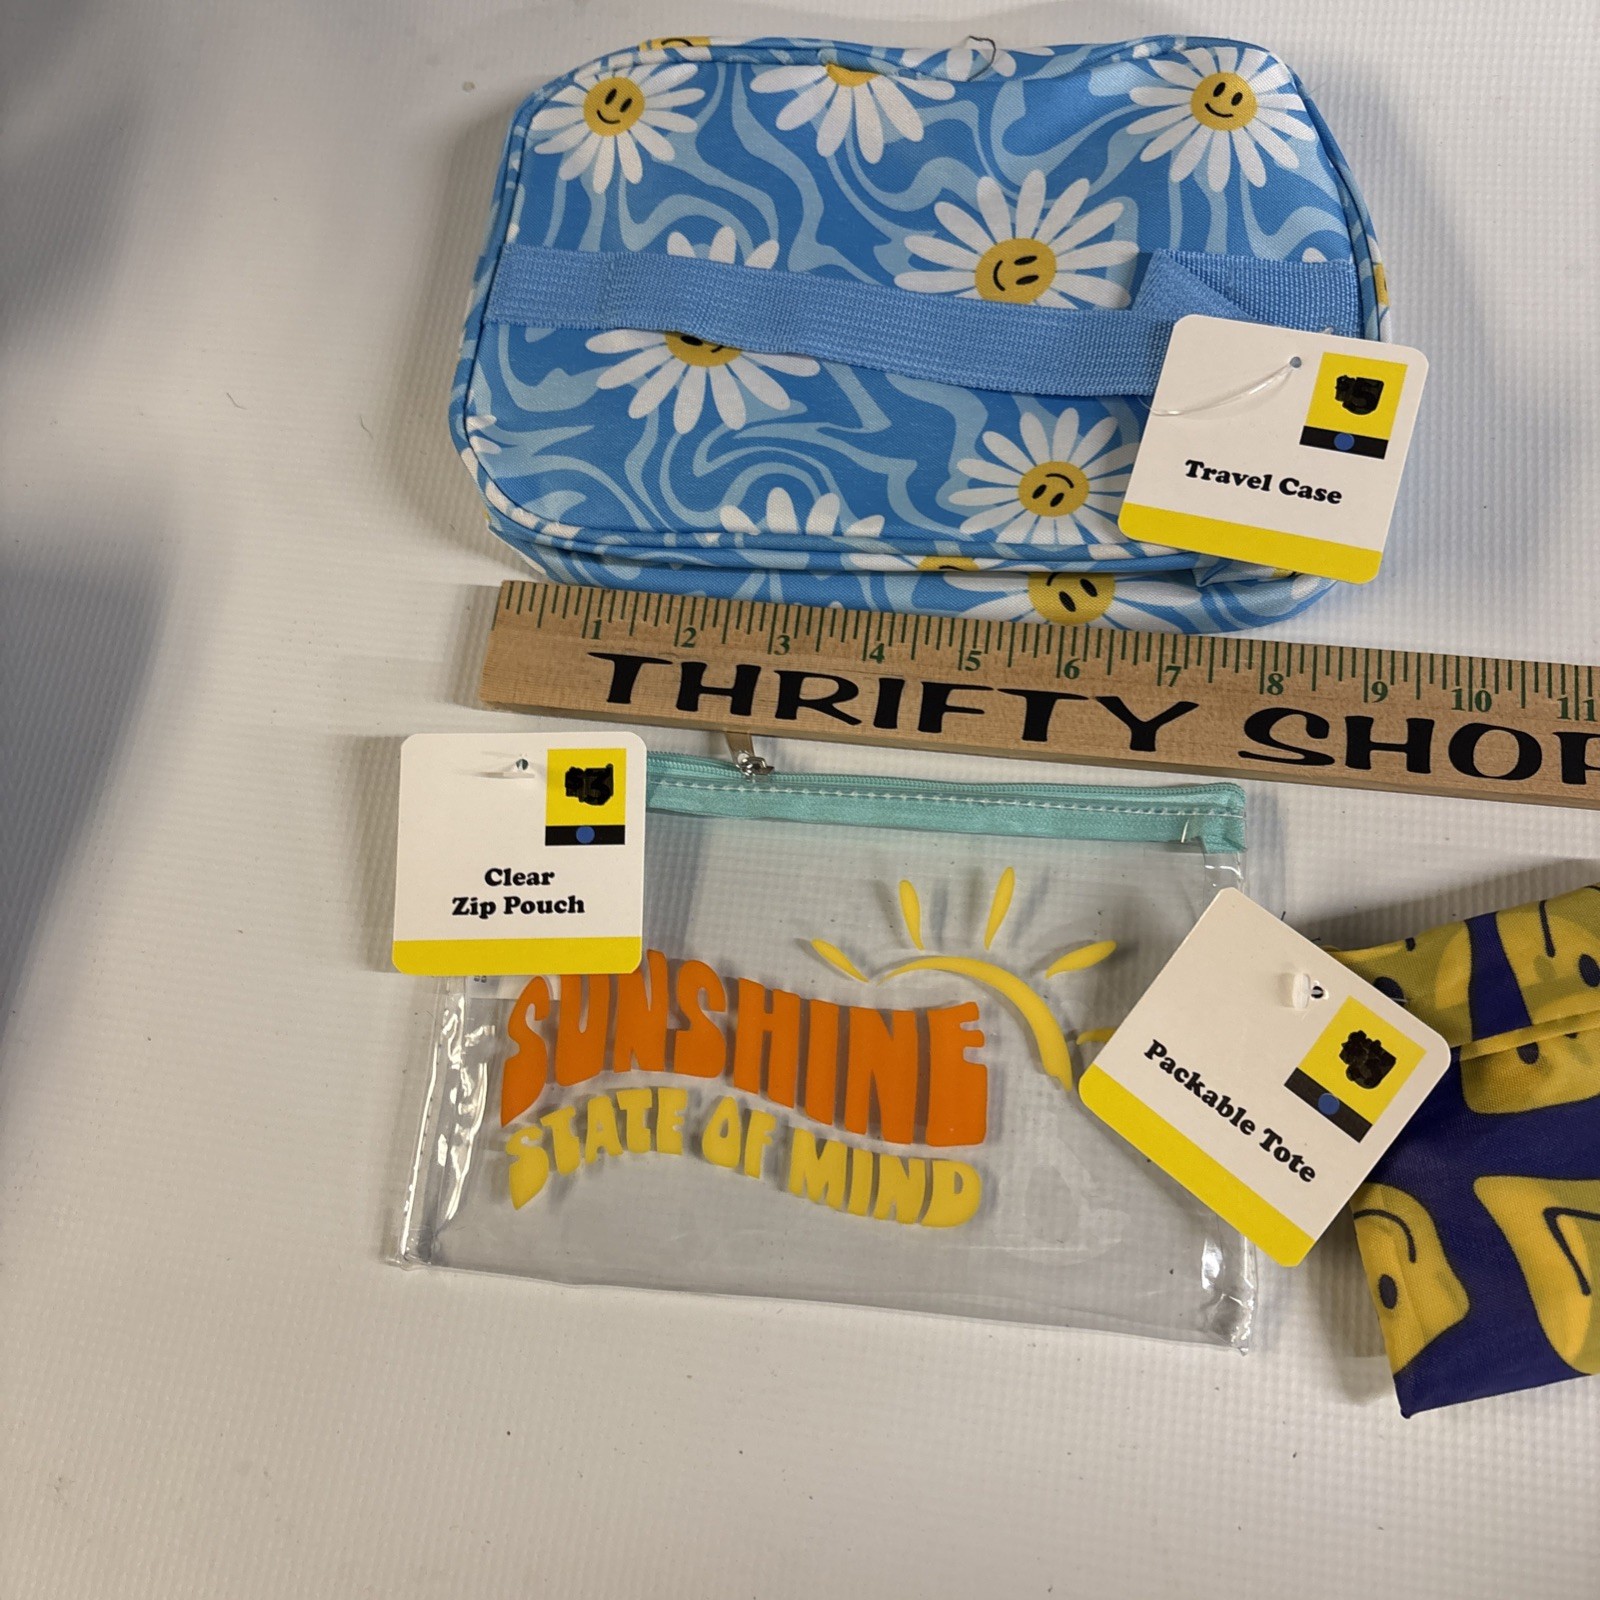 Travel Case
1 2 3 4 5 6 7 8 9 10 11
THRIFTY SHOP
Clear
Zip Pouch
SUNSHINE
STATE OF MIND
Packable Tote